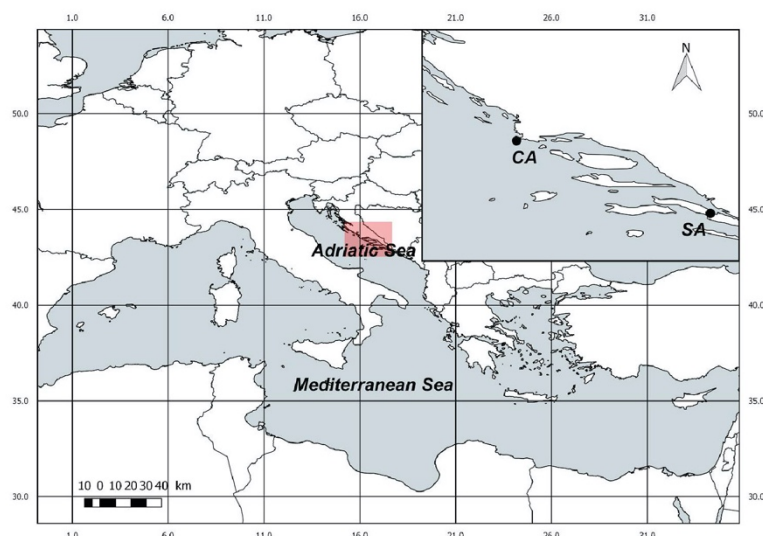 1.0 6.0 11.0 16.0 21.0 26.0 31.0
N
50.0 50.0
CA
45.0 SA 45.0
Adriatic Sea
40.0 40.0
Mediterranean Sea
35.0 35.0
10 0 10 20 30 40 km
30.0 30.0
1.0 6.0 11.0 16.0 21.0 26.0 31.0